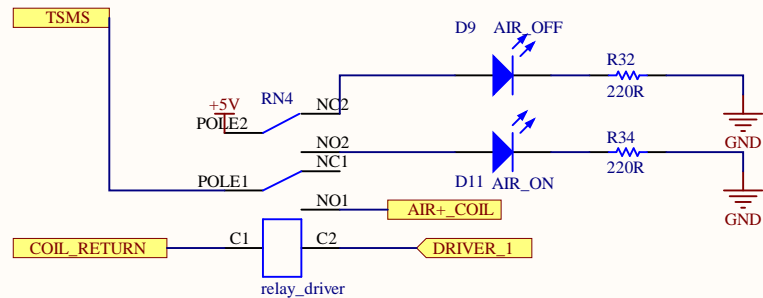 TSMS
D9 AIR_OFF
R32
220R
+5V RN4 NC2
POLE2
GND
NO2
NC1
R34
220R
POLE1
D11 AIR_ON
NO1
AIR+_COIL
GND
COIL_RETURN C1 C2 DRIVER_1
relay_driver